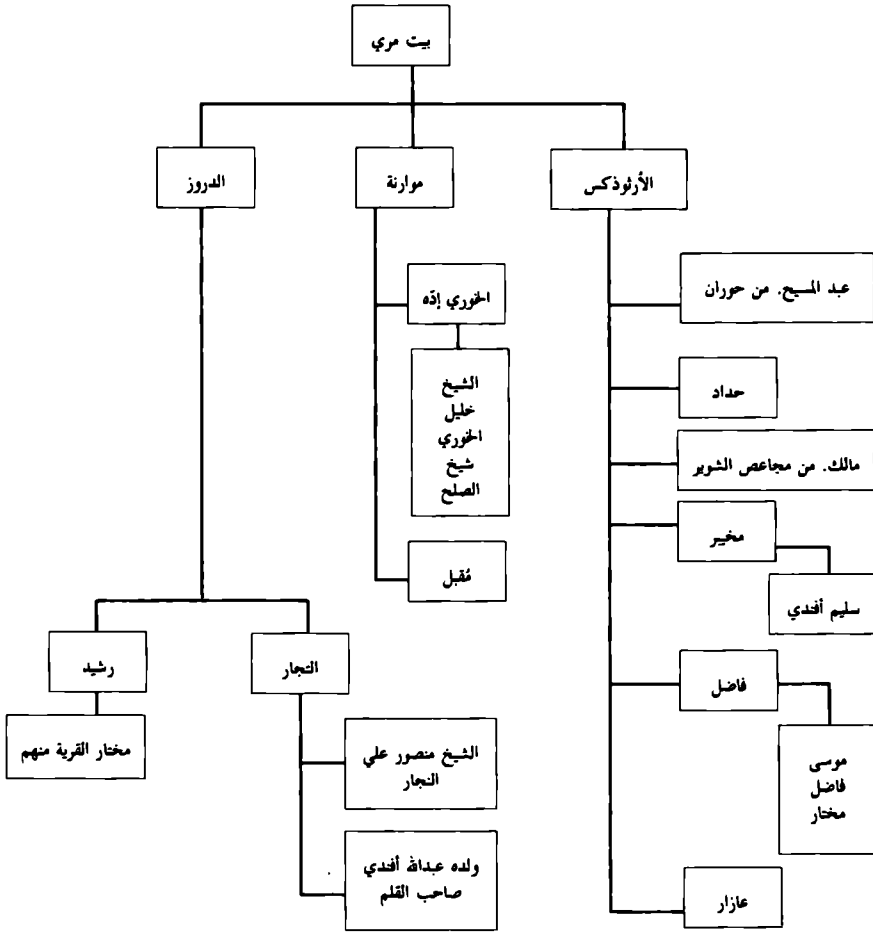 بيت مري
الأرثوذكس
موارنة
الدروز
عبد المسيح. من حوران
حداد
مالك. من مجاعص الشوير
مخيبر
سليم أفندي
فاضل
موسى
فاضل
مختار
عازار
الخوري إدّه
الشيخ
خليل
الخوري
شيخ
الصلح
مُقبل
النجار
الشيخ منصور علي
النجار
ولده عبدالله أفندي
صاحب القلم
رشيد
مختار القرية منهم